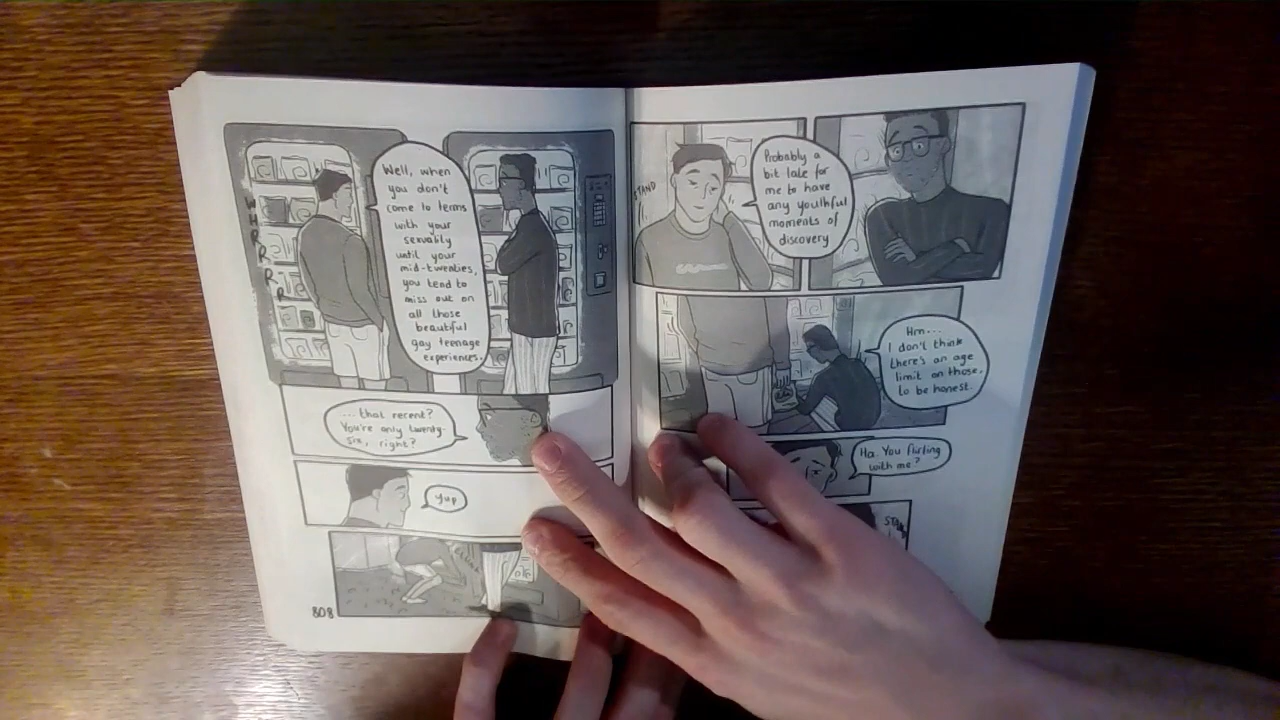 WHRRRR
Well, when
you don't
come to terms
with your
sexuality
until your
mid-twenties,
you tend to
miss out on
all those
beautiful
gay teenage
experiences.
... that recent?
You're only twenty-
six, right?
Yup
808
STAND
Probably a
bit late for
me to have
any youthful
moments of
discovery
Hm...
I don't think
there's an age
limit on those,
to be honest.
Ha. You flirting
with me?